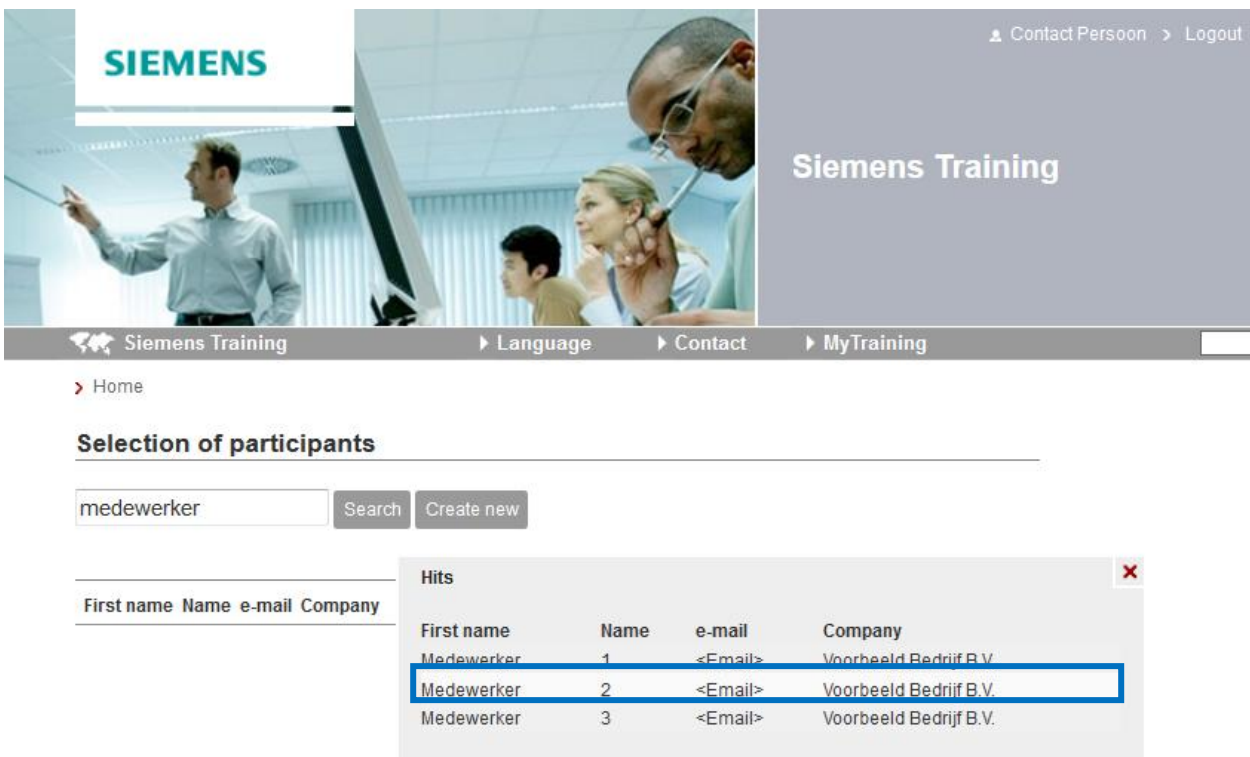 SIEMENS
Contact Persoon > Logout
Siemens Training
Siemens Training Language Contact MyTraining
Home
Selection of participants
medewerker Search Create new
Hits
First name Name e-mail Company
First name Name e-mail Company
Medewerker 1 <Email> Voorbeeld Bedrijf B.V.
Medewerker 2 <Email> Voorbeeld Bedrijf B.V.
Medewerker 3 <Email> Voorbeeld Bedrijf B.V.